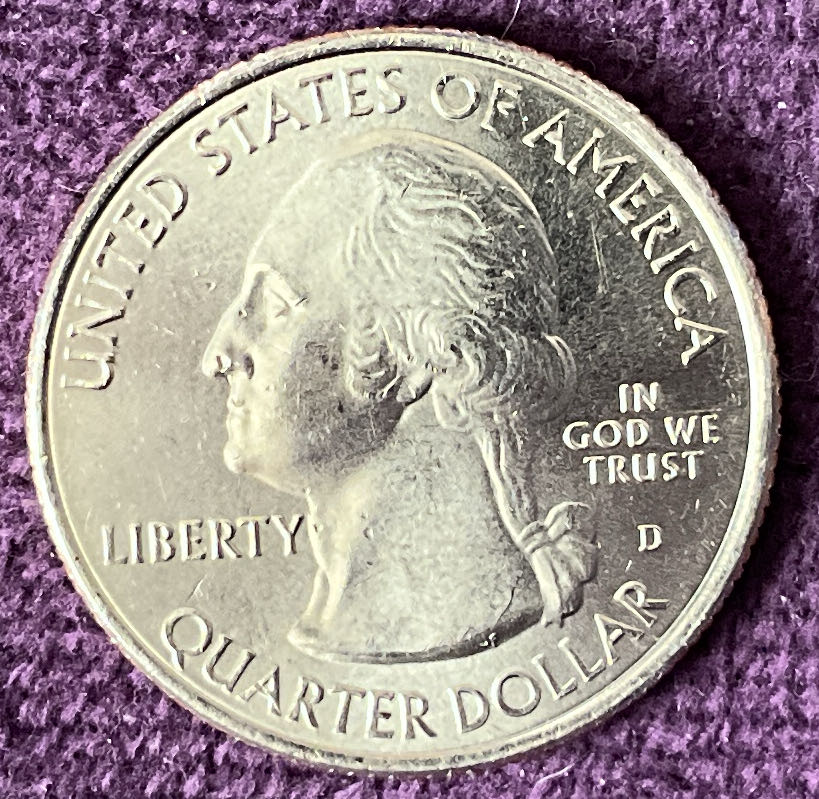 UNITED STATES OF AMERICA
LIBERTY
IN
GOD WE
TRUST
D
QUARTER DOLLAR